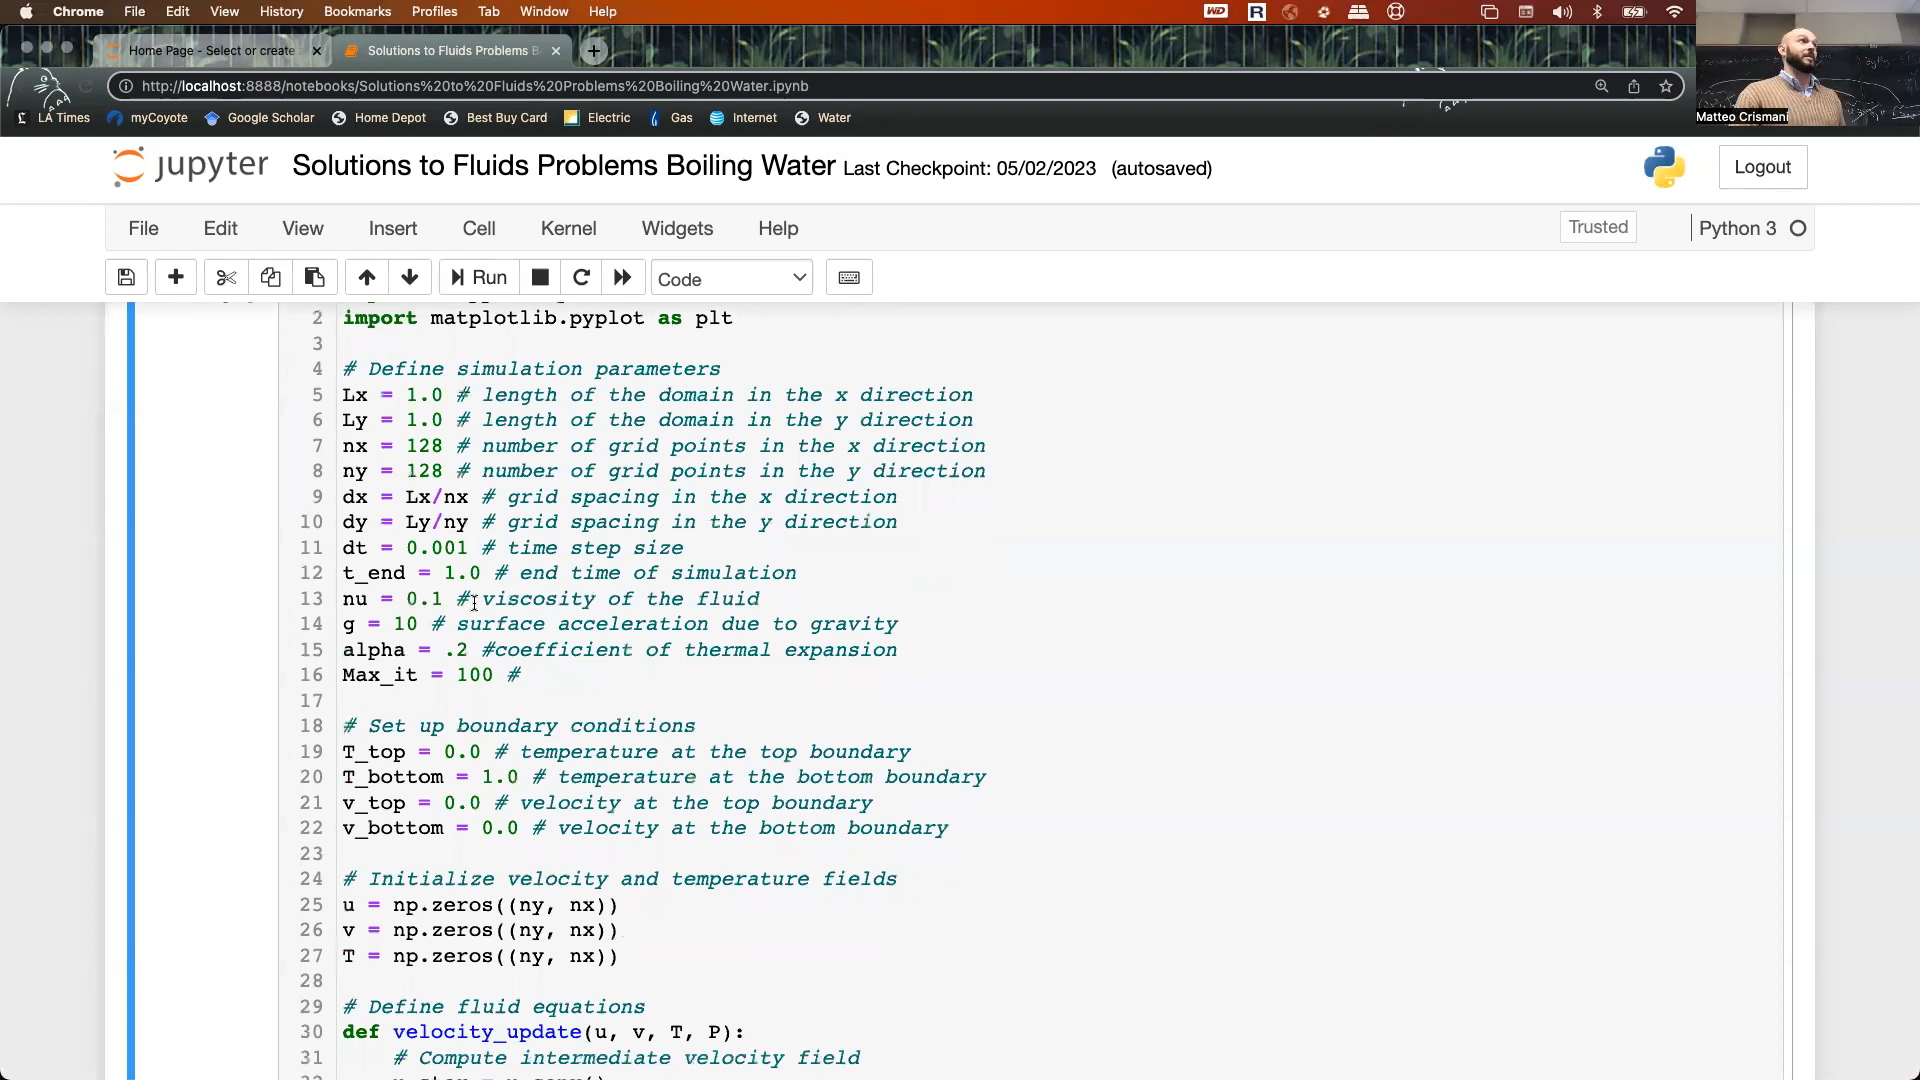 Chrome File Edit View History Bookmarks Profiles Tab Window Help
WD R
Home Page - Select or create a
Solutions to Fluids Problems B
http://localhost:8888/notebooks/Solutions%20to%20Fluids%20Problems%20Boiling%20Water.ipynb
LA Times myCoyote Google Scholar Home Depot Best Buy Card Electric Gas Internet Water
Matteo Crismani
jupyter Solutions to Fluids Problems Boiling Water Last Checkpoint: 05/02/2023 (autosaved)
Logout
File Edit View Insert Cell Kernel Widgets Help
Trusted
Python 3
Run
Code
2 import matplotlib.pyplot as plt
3
4 # Define simulation parameters
5 Lx = 1.0 # length of the domain in the x direction
6 Ly = 1.0 # length of the domain in the y direction
7 nx = 128 # number of grid points in the x direction
8 ny = 128 # number of grid points in the y direction
9 dx = Lx/nx # grid spacing in the x direction
10 dy = Ly/ny # grid spacing in the y direction
11 dt = 0.001 # time step size
12 t_end = 1.0 # end time of simulation
13 nu = 0.1 # viscosity of the fluid
14 g = 10 # surface acceleration due to gravity
15 alpha = .2 #coefficient of thermal expansion
16 Max_it = 100 #
17
18 # Set up boundary conditions
19 T_top = 0.0 # temperature at the top boundary
20 T_bottom = 1.0 # temperature at the bottom boundary
21 v_top = 0.0 # velocity at the top boundary
22 v_bottom = 0.0 # velocity at the bottom boundary
23
24 # Initialize velocity and temperature fields
25 u = np.zeros((ny, nx))
26 v = np.zeros((ny, nx))
27 T = np.zeros((ny, nx))
28
29 # Define fluid equations
30 def velocity_update(u, v, T, P):
31 # Compute intermediate velocity field